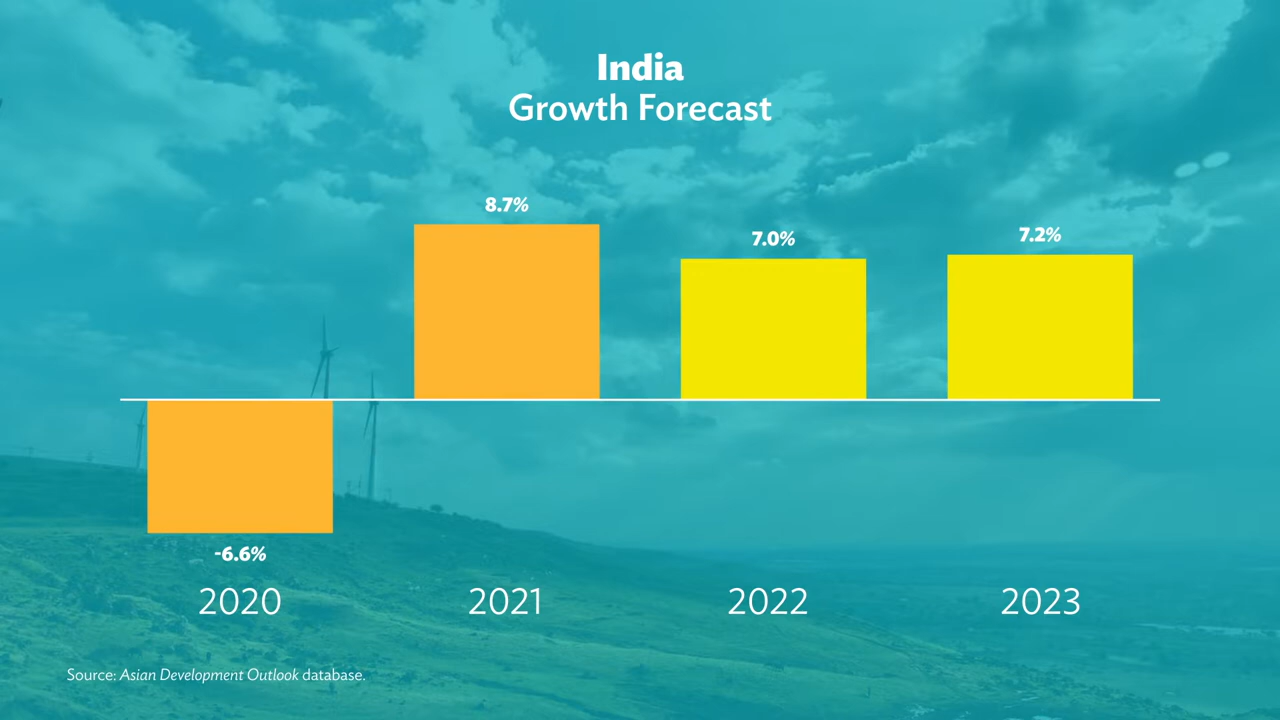 India
Growth Forecast
8.7%
7.0%
7.2%
-6.6%
2020
2021
2022
2023
Source: Asian Development Outlook database.